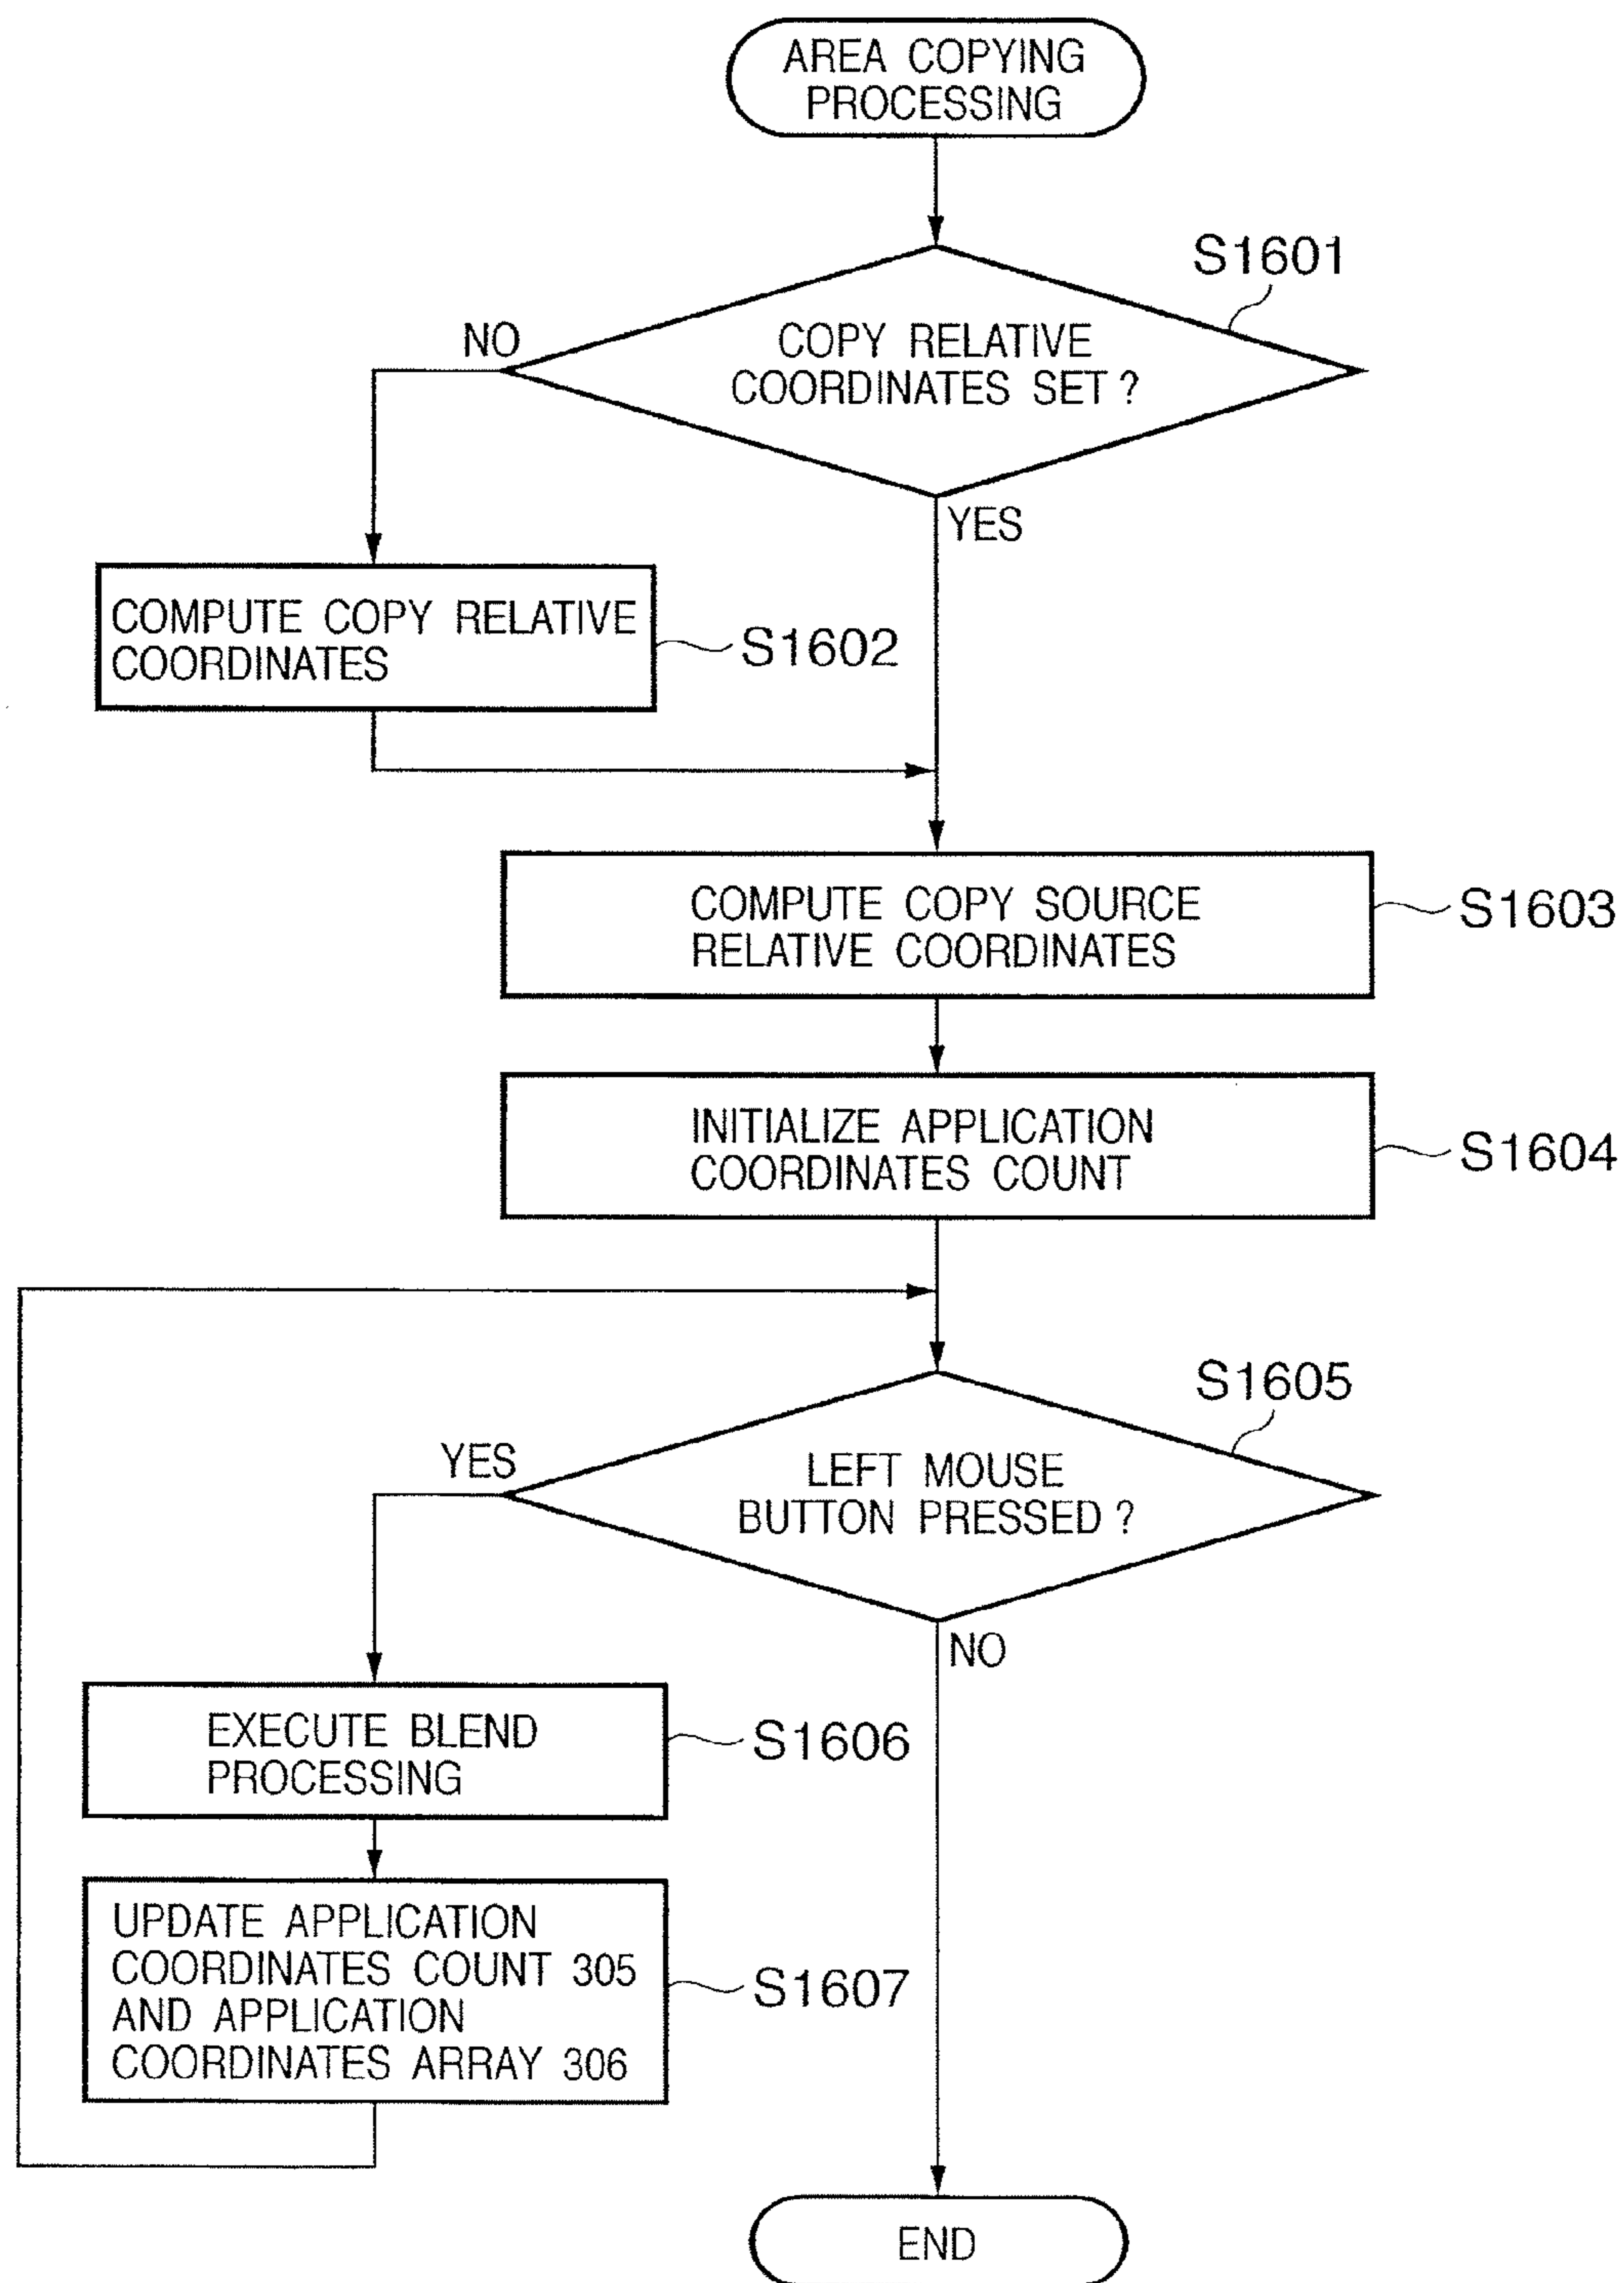 AREA COPYING
PROCESSING
S1601
NO
COPY RELATIVE
COORDINATES SET ?
YES
COMPUTE COPY RELATIVE
COORDINATES
S1602
COMPUTE COPY SOURCE
RELATIVE COORDINATES
S1603
INITIALIZE APPLICATION
COORDINATES COUNT
S1604
S1605
YES
LEFT MOUSE
BUTTON PRESSED ?
NO
EXECUTE BLEND
PROCESSING
S1606
UPDATE APPLICATION
COORDINATES COUNT 305
AND APPLICATION
COORDINATES ARRAY 306
S1607
END